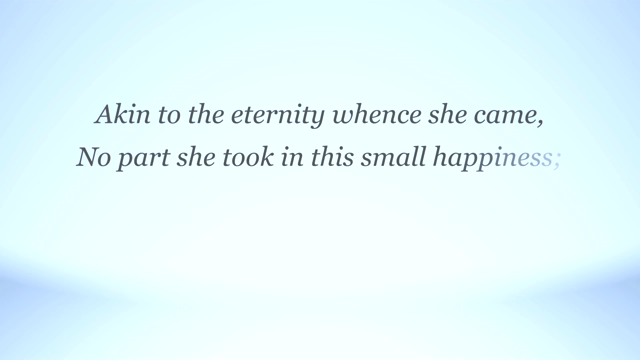 Akin to the eternity whence she came,
No part she took in this small happiness;